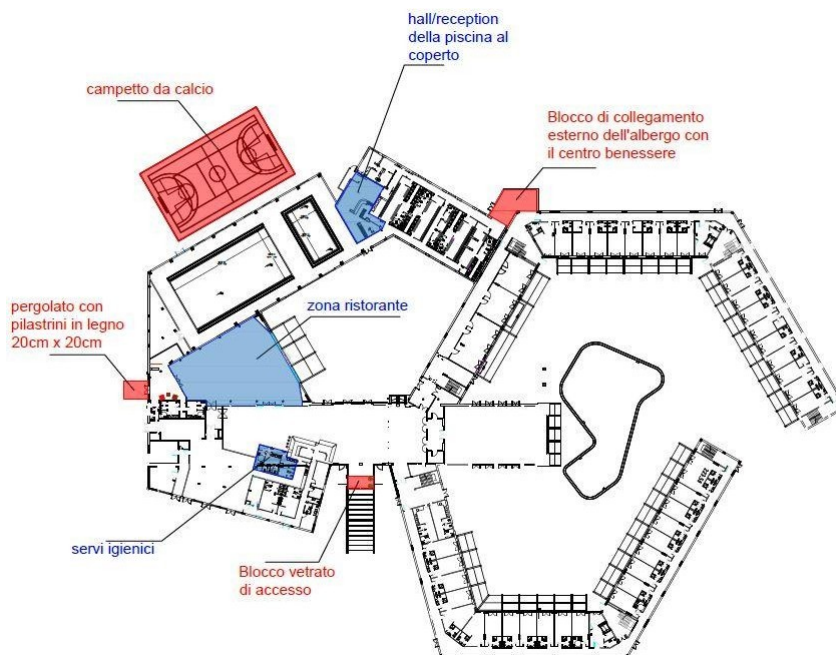 hall/reception
della piscina al
coperto
campetto da calcio
Blocco di collegamento
esterno dell'albergo con
il centro benessere
pergolato con
pilastrini in legno
20cm x 20cm
zona ristorante
servi igienici
Blocco vetrato
di accesso